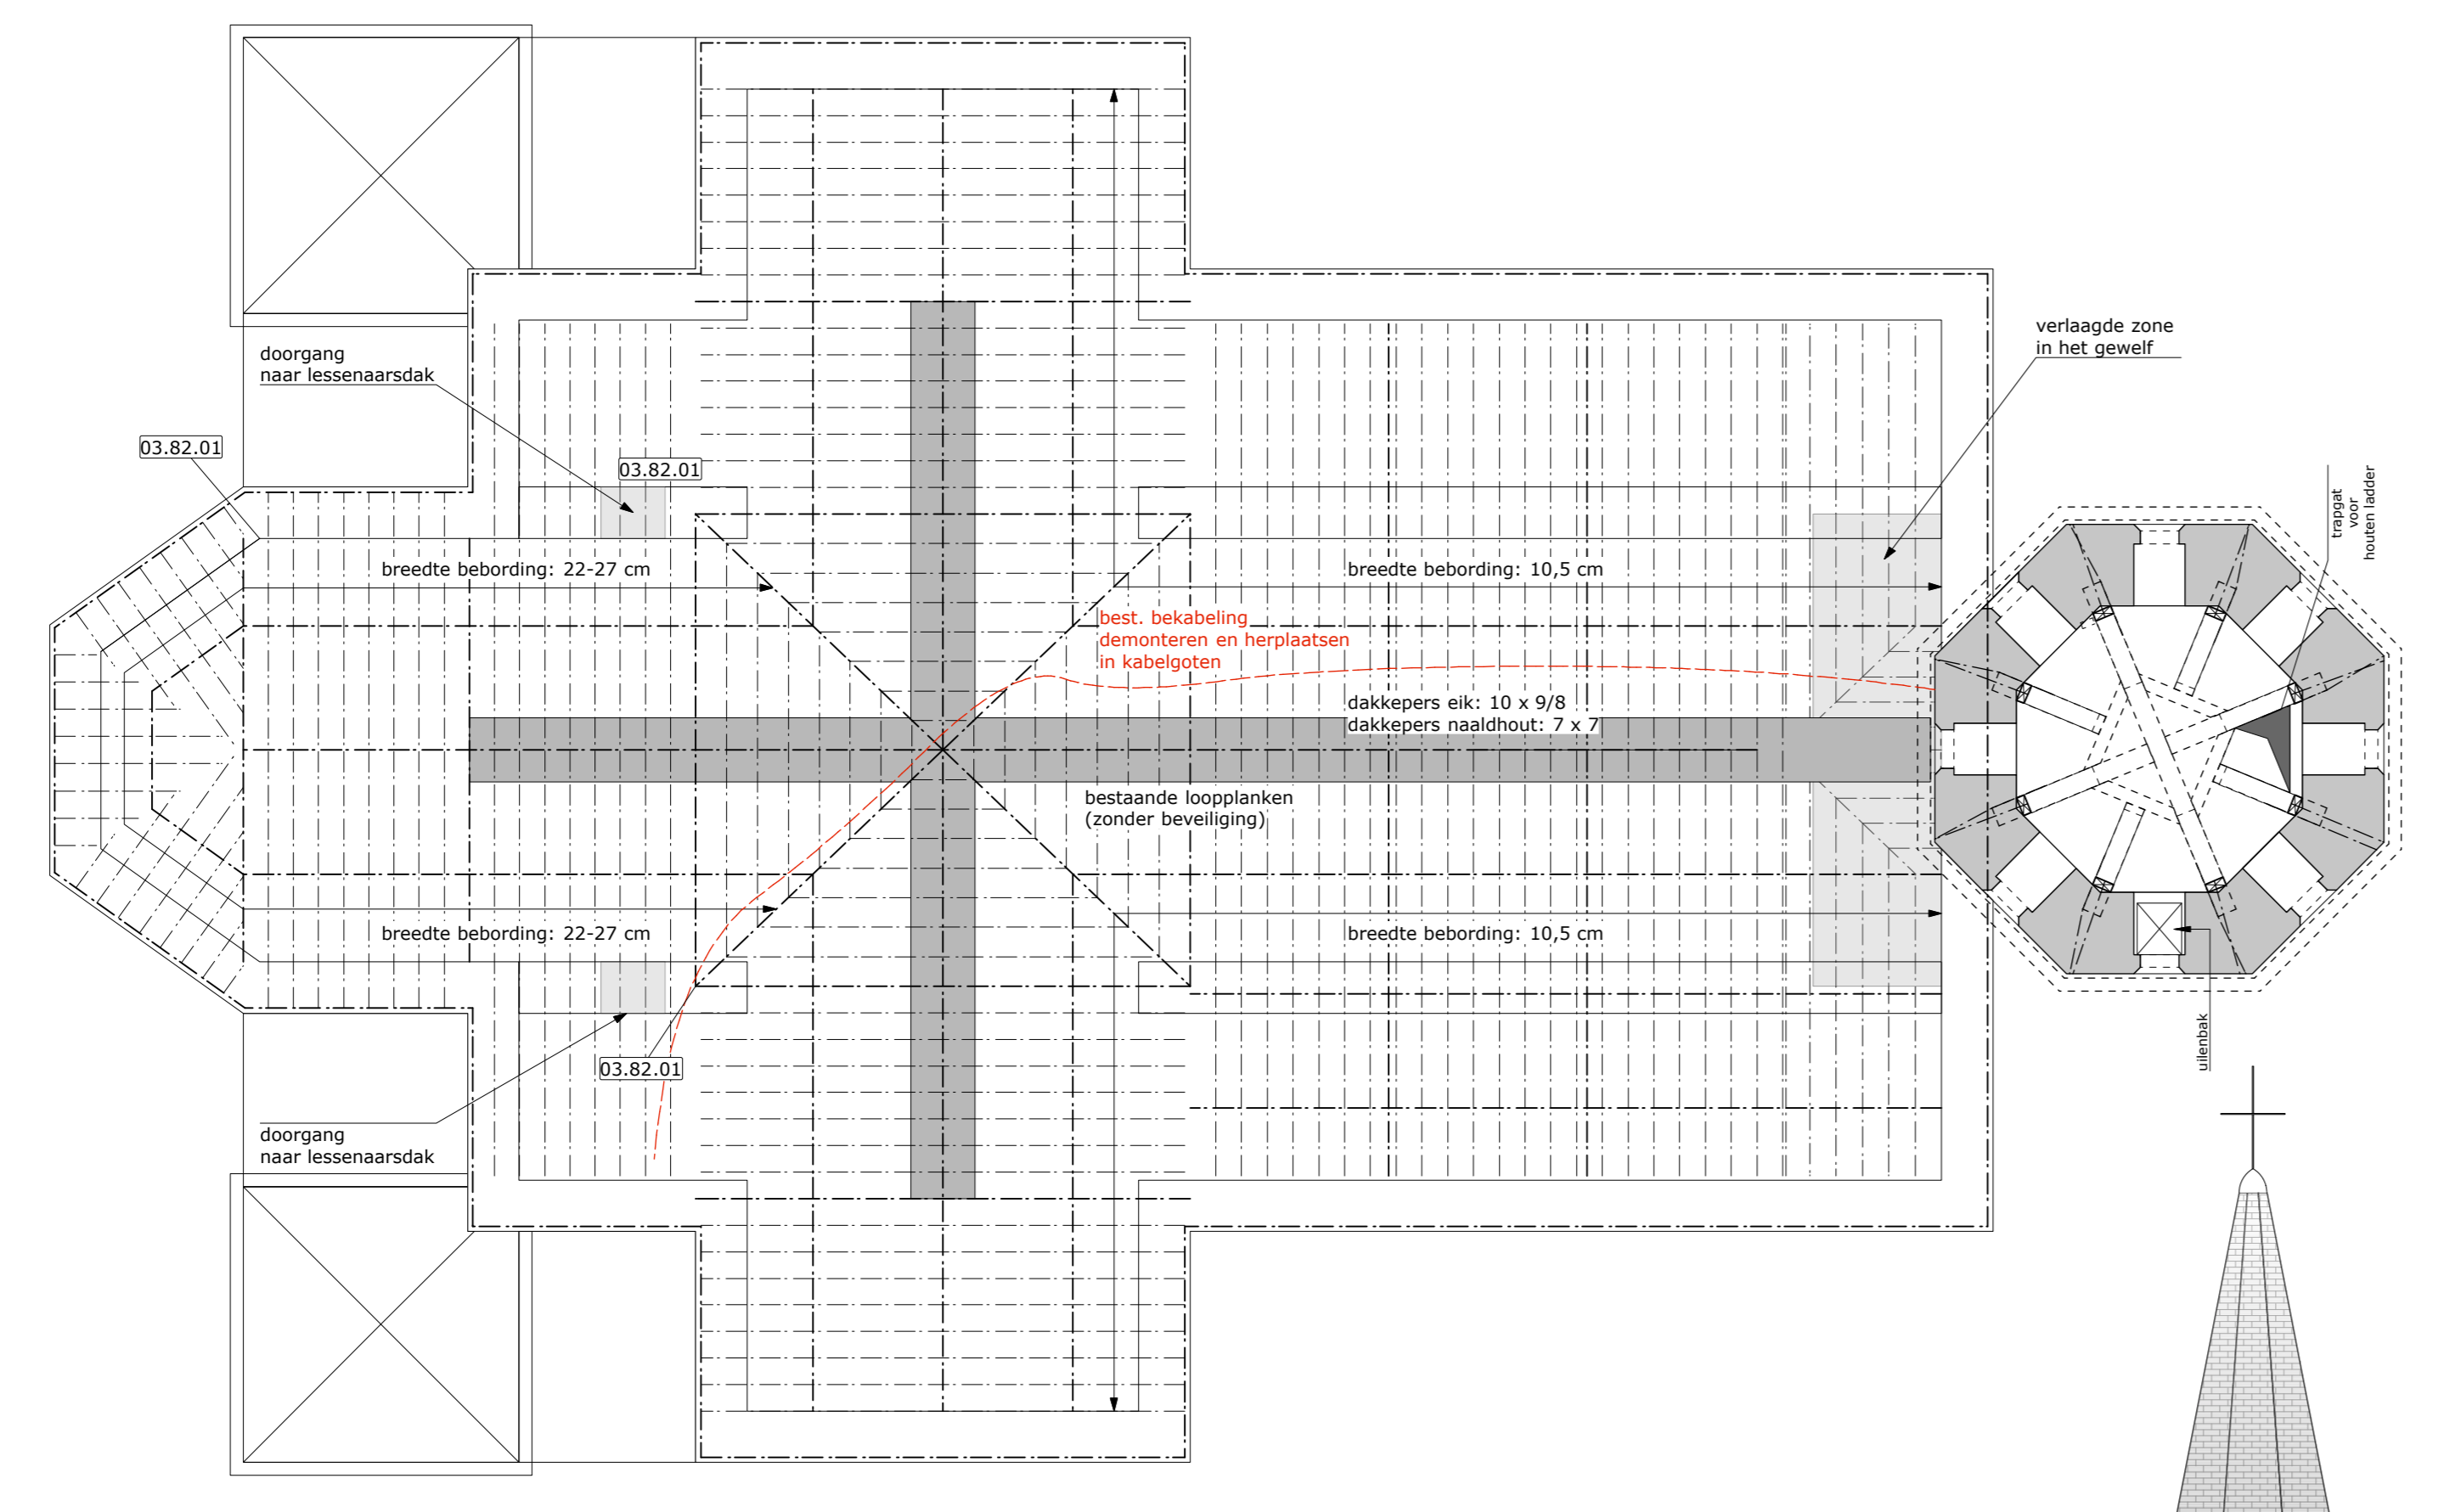 verlaagde zone
in het gewelf
doorgang
naar lessenaarsdak
03.82.01
03.82.01
trapgat
voor
houten ladder
breedte bebording: 22-27 cm
breedte bebording: 10,5 cm
best. bekabeling
demonteren en herplaatsen
in kabelgoten
dakkepers eik: 10 x 9/8
dakkepers naaldhout: 7 x 7
bestaande loopplanken
(zonder beveiliging)
breedte bebording: 22-27 cm
breedte bebording: 10,5 cm
uilenbak
03.82.01
doorgang
naar lessenaarsdak